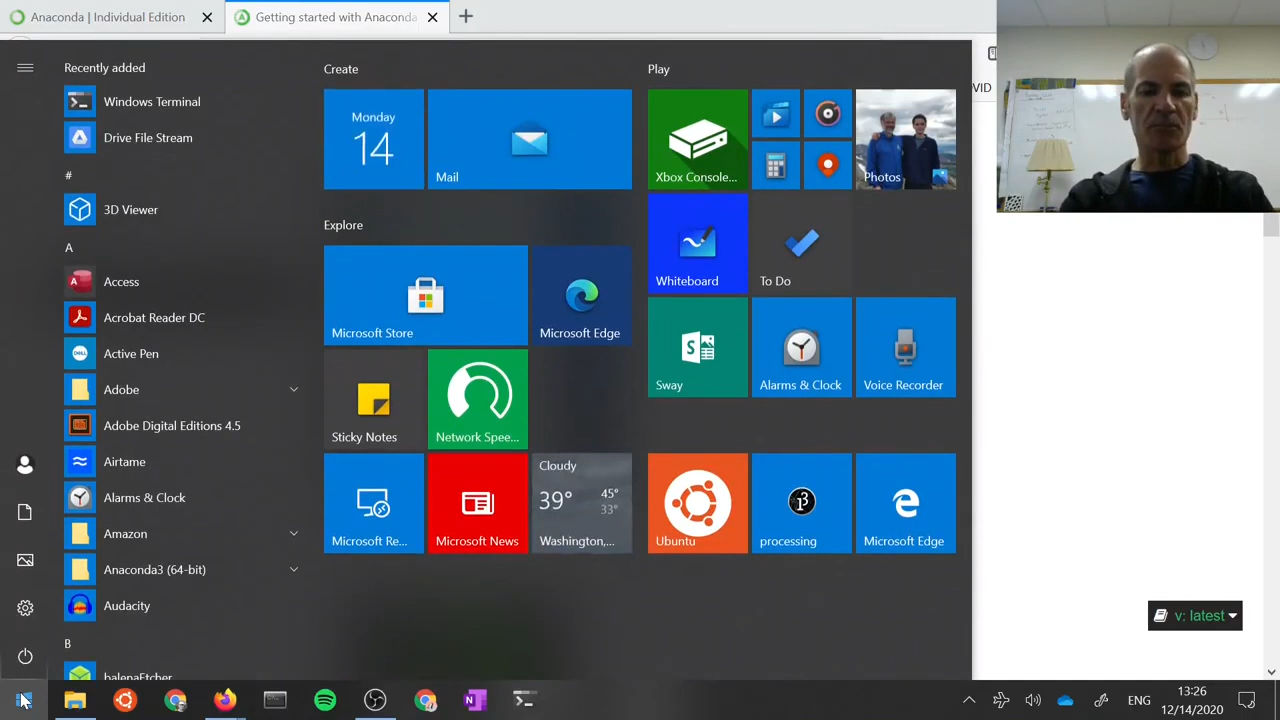 Anaconda | Individual Edition
Getting started with Anaconda
VID
Recently added
Windows Terminal
Drive File Stream
#
3D Viewer
A
Access
Acrobat Reader DC
Active Pen
Adobe
Adobe Digital Editions 4.5
Airtame
Alarms & Clock
Amazon
Anaconda3 (64-bit)
Audacity
B
balenaEtcher
Create
Monday
14
Mail
Explore
Microsoft Store
Microsoft Edge
Sticky Notes
Network Spee...
Microsoft Re...
Microsoft News
Cloudy
39° 45°
33°
Washington,...
Play
Xbox Console...
Photos
Whiteboard
To Do
Sway
Alarms & Clock
Voice Recorder
Ubuntu
processing
Microsoft Edge
v: latest
ENG
13:26
12/14/2020